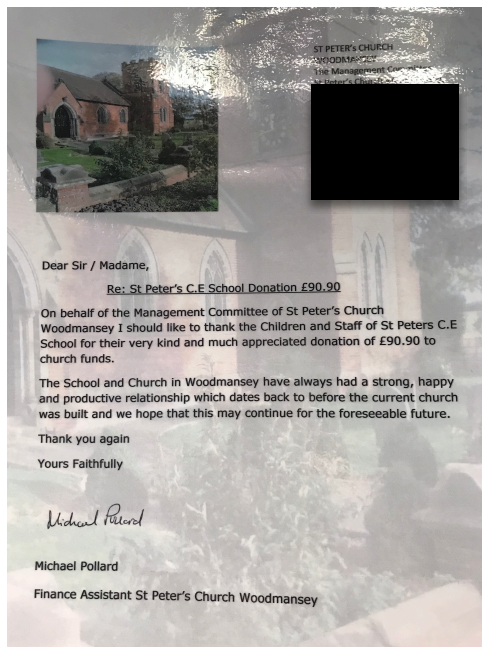 ST PETER's CHURCH
WOODMANSEY
The Management
St Peter's
Dear Sir / Madame,
Re: St Peter's C.E School Donation £90.90
On behalf of the Management Committee of St Peter's Church
Woodmansey I should like to thank the Children and Staff of St Peters C.E
School for their very kind and much appreciated donation of £90.90 to
church funds.
The School and Church in Woodmansey have always had a strong, happy
and productive relationship which dates back to before the current church
was built and we hope that this may continue for the foreseeable future.
Thank you again
Yours Faithfully
Michael Pollard
Michael Pollard
Finance Assistant St Peter's Church Woodmansey